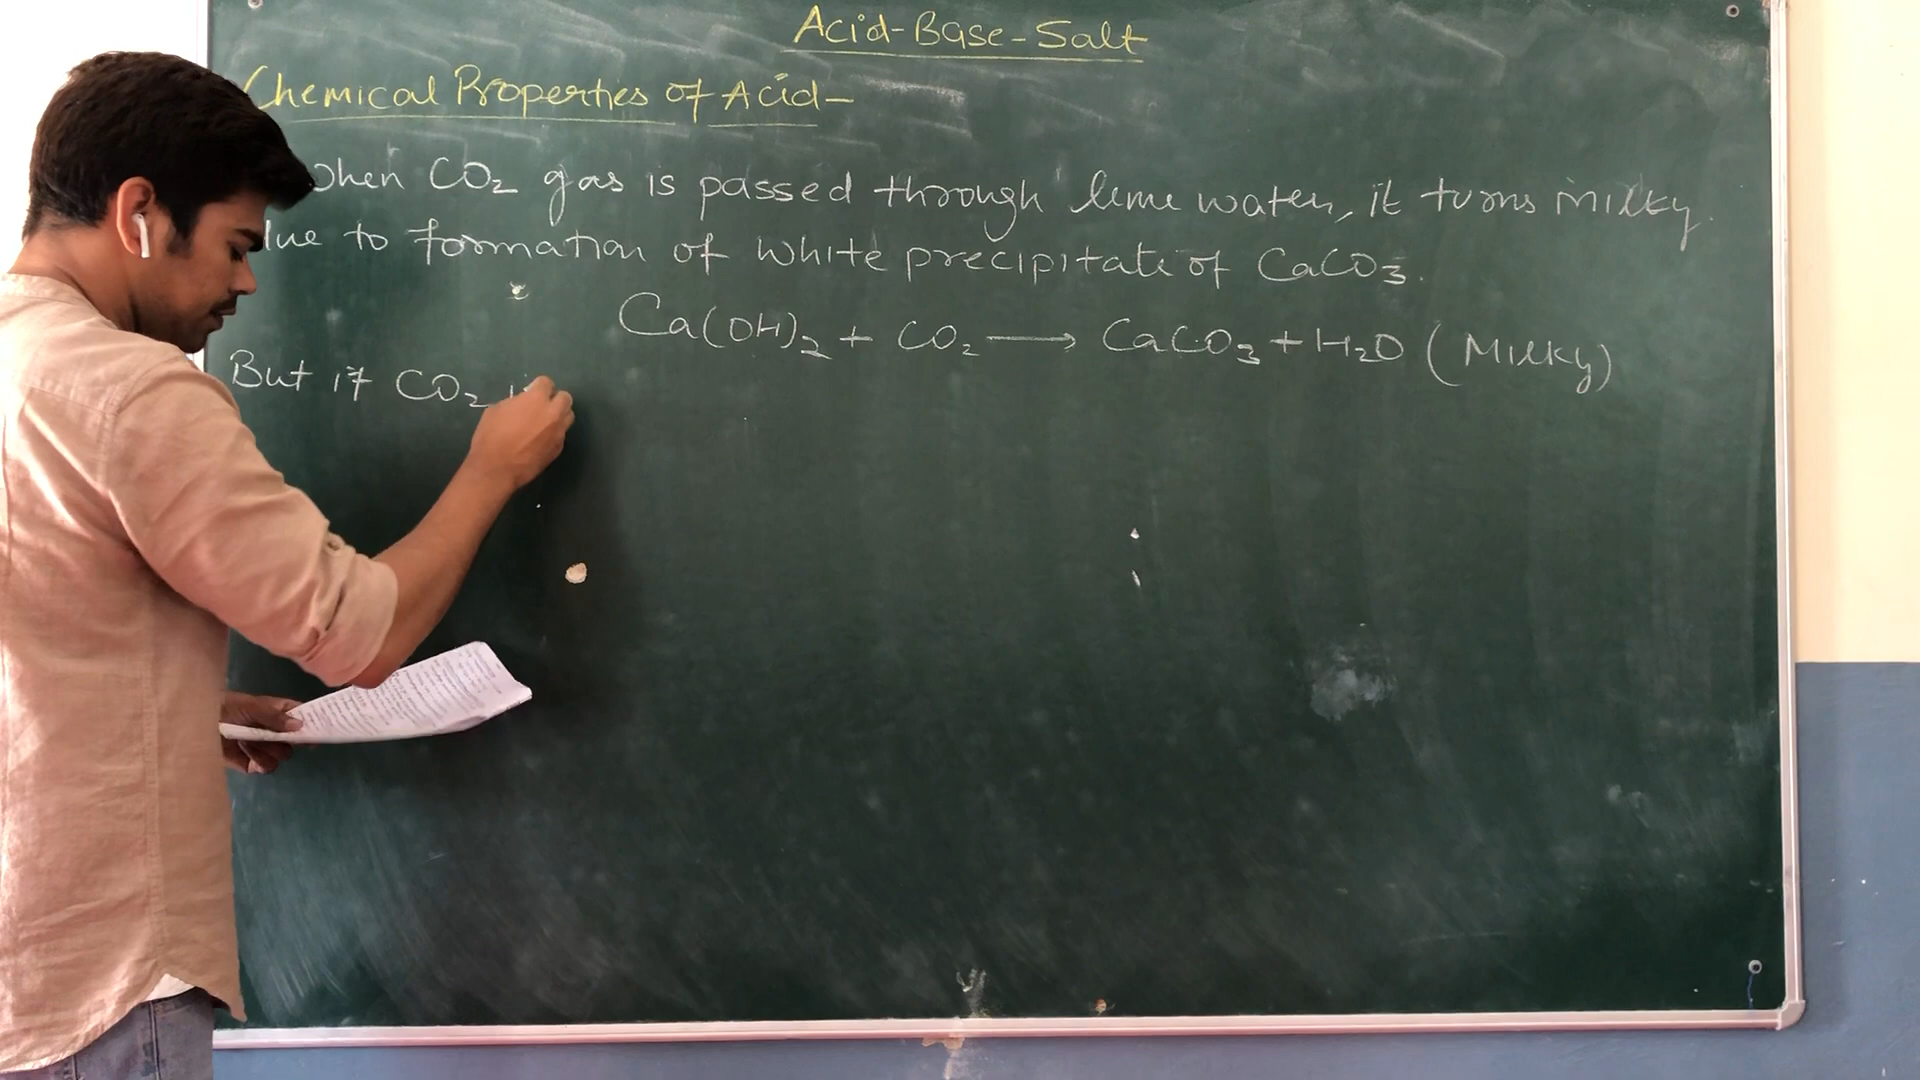 Acid-Base-Salt
Chemical Properties of Acid-
when CO₂ gas is passed through lime water, it turns milky.
due to formation of white precipitate of CaCO₃.
Ca(OH)₂ + CO₂ → CaCO₃ + H₂O (Milky)
But if CO₂